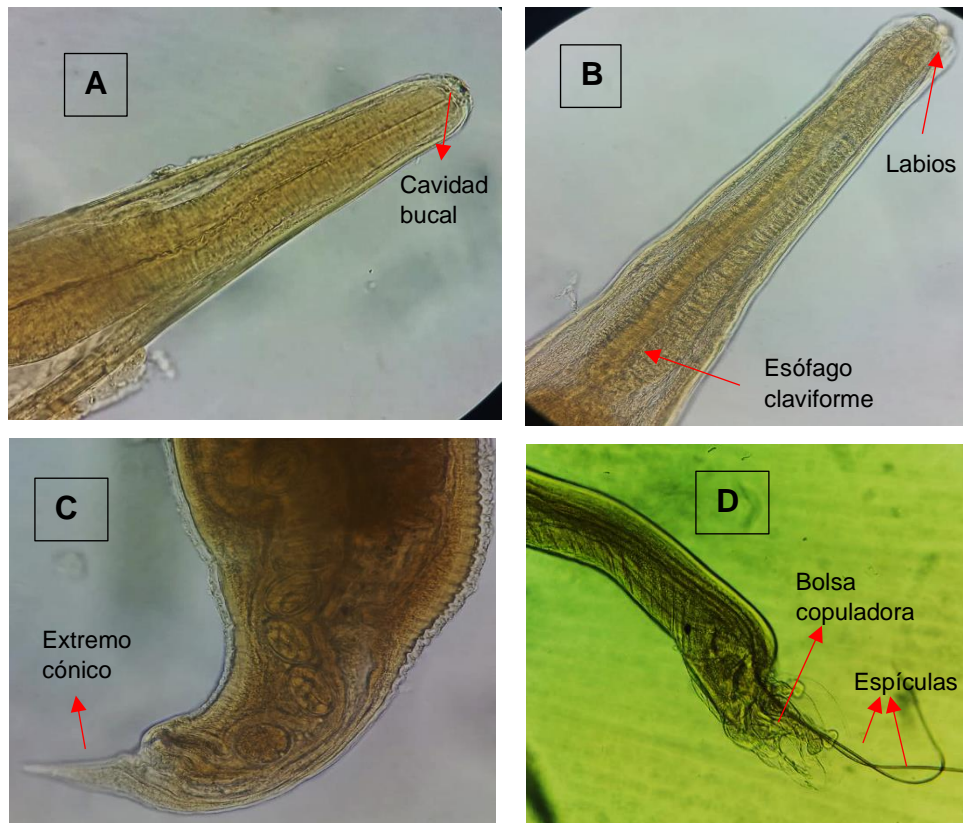 A
Cavidad
bucal
B
Labios
Esófago
claviforme
C
Extremo
cónico
D
Bolsa
copuladora
Espículas